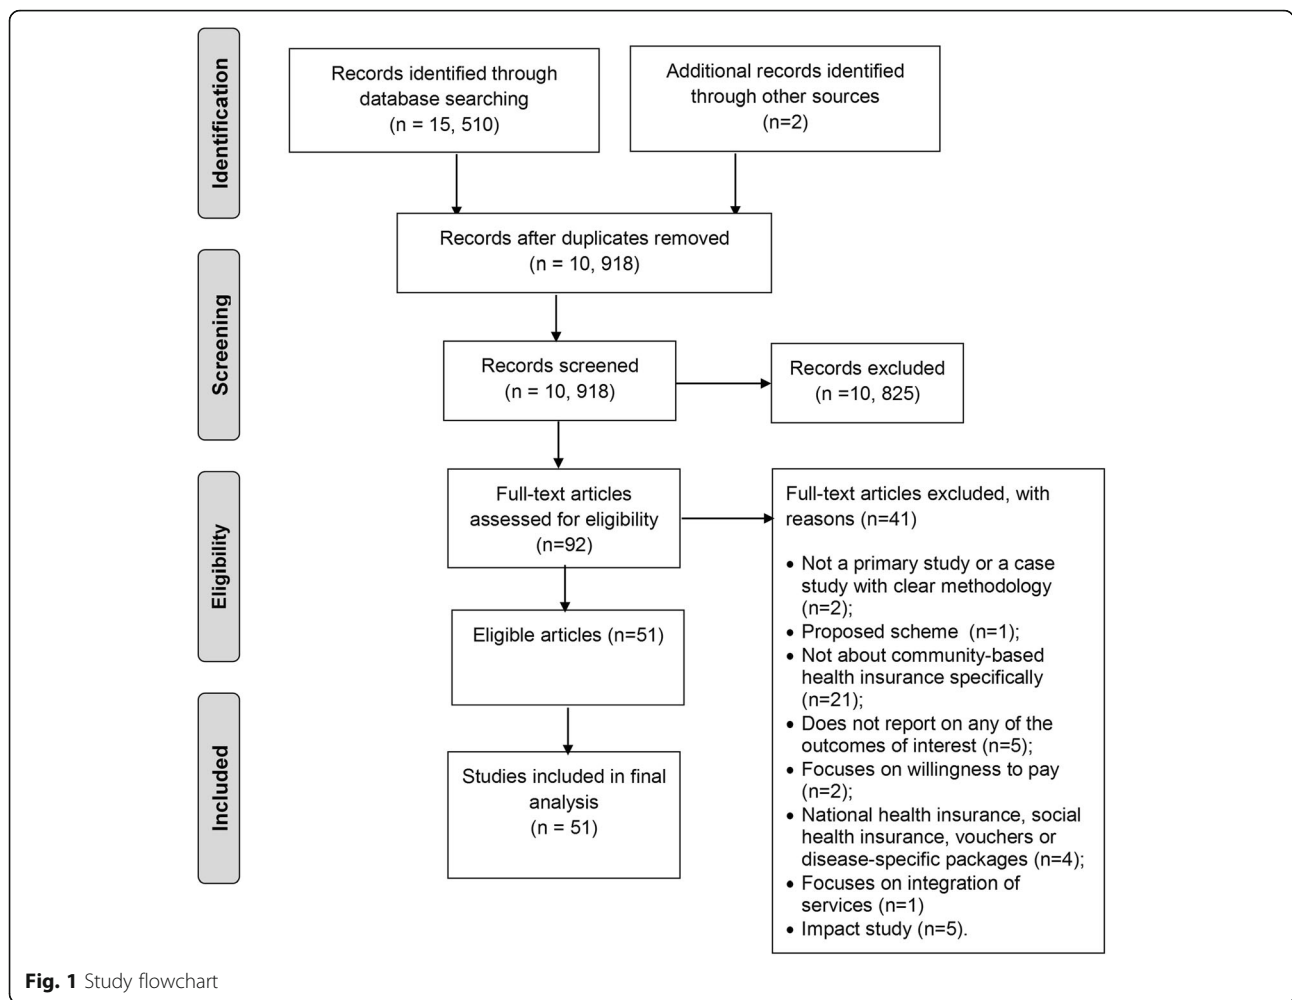 Identification
Records identified through
database searching
(n = 15, 510)
Additional records identified
through other sources
(n=2)
Records after duplicates removed
(n = 10, 918)
Screening
Records screened
(n = 10, 918)
Records excluded
(n =10, 825)
Eligibility
Full-text articles
assessed for eligibility
(n=92)
Full-text articles excluded, with
reasons (n=41)
• Not a primary study or a case
study with clear methodology
(n=2);
• Proposed scheme (n=1);
• Not about community-based
health insurance specifically
(n=21);
• Does not report on any of the
outcomes of interest (n=5);
• Focuses on willingness to pay
(n=2);
• National health insurance, social
health insurance, vouchers or
disease-specific packages (n=4);
• Focuses on integration of
services (n=1)
• Impact study (n=5).
Eligible articles (n=51)
Included
Studies included in final
analysis
(n = 51)
Fig. 1 Study flowchart